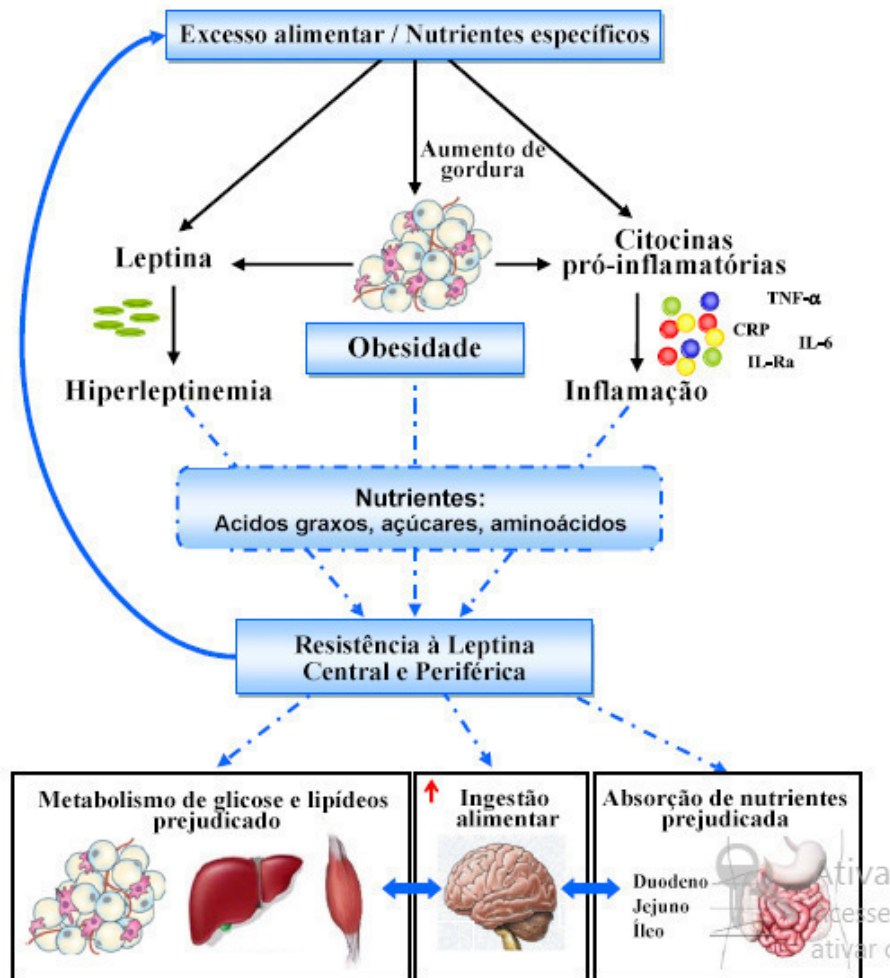 Excesso alimentar / Nutrientes específicos
Aumento de
gordura
Leptina
Citocinas
pró-inflamatórias
TNF-α
CRP
IL-6
IL-Ra
Obesidade
Hiperleptinemia
Inflamação
Nutrientes:
Acidos graxos, açúcares, aminoácidos
Resistência à Leptina
Central e Periférica
Metabolismo de glicose e lipídeos
prejudicado
Ingestão
alimentar
Absorção de nutrientes
prejudicada
Duodeno
Jejuno
Íleo
Ativa
acesse
ativar